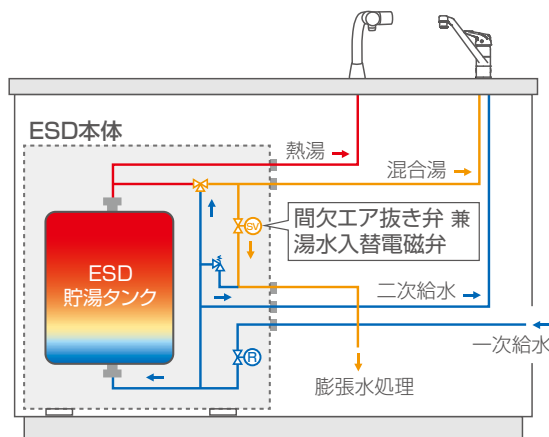 ESD本体
熱湯
混合湯
SV
間欠エア抜き弁 兼
湯水入替電磁弁
ESD
貯湯タンク
二次給水
R
一次給水
膨張水処理